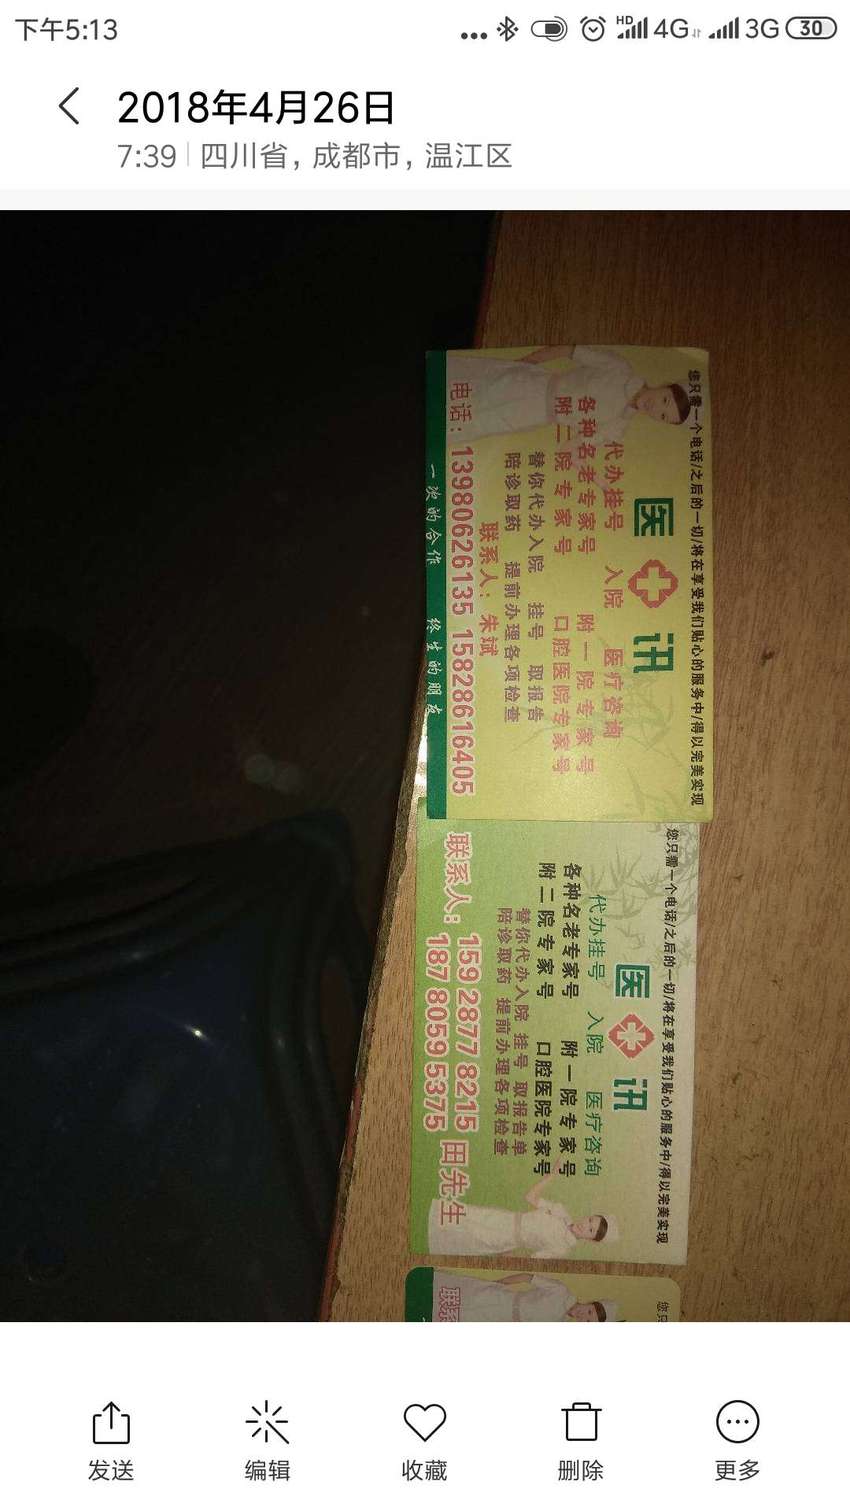 下午5:13
HD 4G 3G 30
2018年4月26日
7:39 四川省，成都市，温江区
您只需一个电话/之后的一切/将在享受我们贴心的服务中/得以完美实现
医 讯
代办挂号 入院 医疗咨询
各种名老专家号 附一院专家号
附二院专家号 口腔医院专家号
替你代办入院 挂号 取报告
陪诊取药 提前办理各项检查
联系人：朱斌
电话：13980626135 15828616405
一次的合作 终生的朋友
您只需一个电话/之后的一切/将在享受我们贴心的服务中/得以完美实现
医 讯
代办挂号 入院 医疗咨询
各种名老专家号 附一院专家号
附二院专家号 口腔医院专家号
替你代办入院 挂号 取报告单
陪诊取药 提前办理各项检查
联系人：159 2877 8215 田先生
187 8059 5375
您只
联系
发送
编辑
收藏
删除
更多